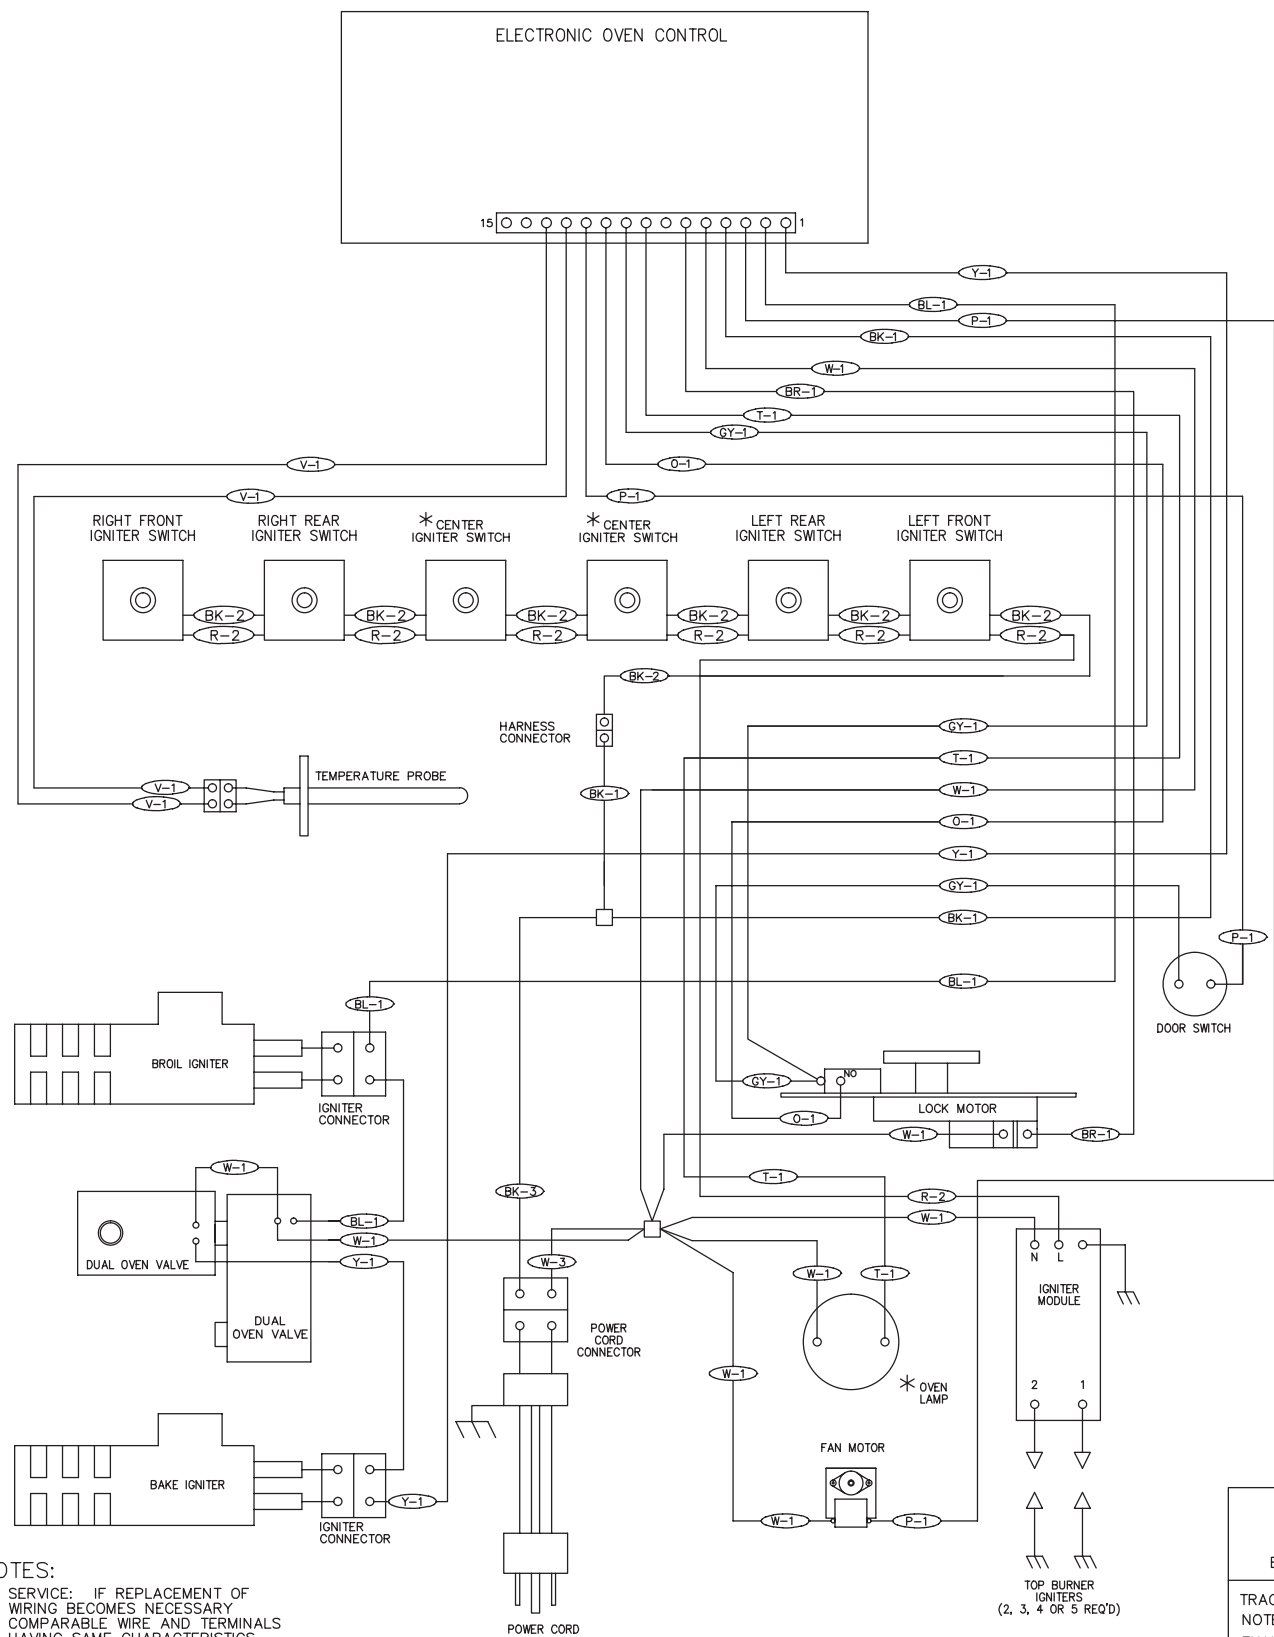 ELECTRONIC OVEN CONTROL
15 1
Y-1
BL-1
P-1
BK-1
W-1
BR-1
T-1
GY-1
V-1 O-1
V-1 P-1
RIGHT FRONT
IGNITER SWITCH
RIGHT REAR
IGNITER SWITCH
*CENTER
IGNITER SWITCH
*CENTER
IGNITER SWITCH
LEFT REAR
IGNITER SWITCH
LEFT FRONT
IGNITER SWITCH
BK-2 BK-2 BK-2 BK-2 BK-2 BK-2
R-2 R-2 R-2 R-2 R-2 R-2
BK-2
HARNESS
CONNECTOR
GY-1
T-1
TEMPERATURE PROBE
V-1
V-1
BK-1
W-1
O-1
Y-1
GY-1
BK-1
P-1
BL-1
BL-1
DOOR SWITCH
BROIL IGNITER
IGNITER
CONNECTOR
GY-1
NO
LOCK MOTOR
O-1
W-1
BR-1
W-1
T-1
BK-3
R-2
BL-1
W-1
W-1
Y-1
W-3
DUAL OVEN VALVE
DUAL
OVEN VALVE
W-1
T-1
N L
IGNITER
MODULE
POWER
CORD
CONNECTOR
W-1
*OVEN
LAMP
2 1
FAN MOTOR
BAKE IGNITER
Y-1
IGNITER
CONNECTOR
W-1
P-1
TOP BURNER
IGNITERS
(2, 3, 4 OR 5 REQ'D)
POWER CORD
OTES:
SERVICE: IF REPLACEMENT OF
WIRING BECOMES NECESSARY
COMPARABLE WIRE AND TERMINALS
HAVING SAME CHARACTERISTICS
E
TRAC
NOTE